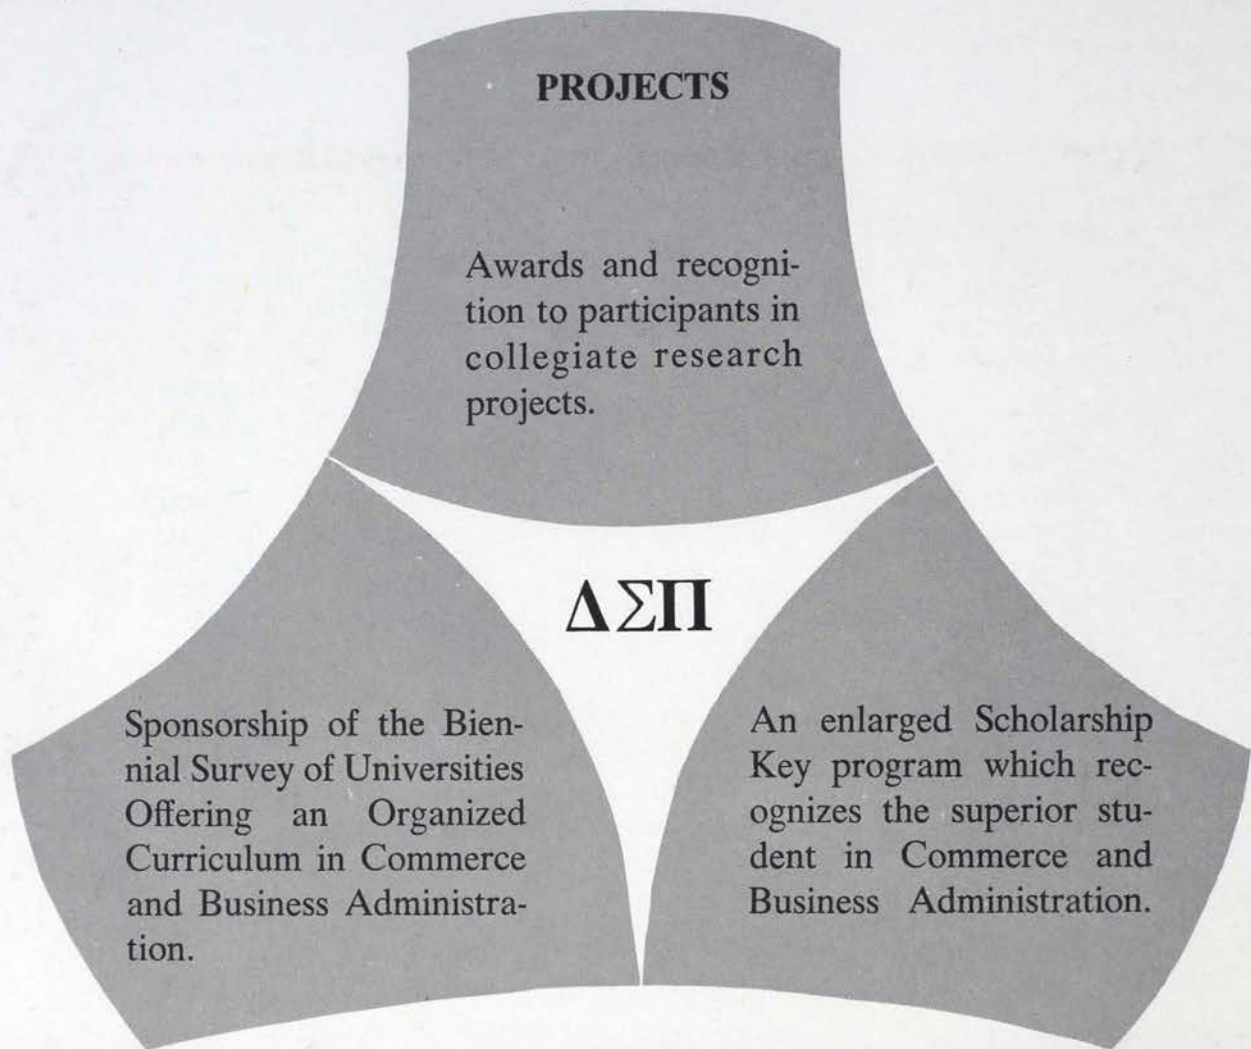 PROJECTS
Awards and recogni-
tion to participants in
collegiate research
projects.
ΔΣΠ
Sponsorship of the Bien-
nial Survey of Universities
Offering an Organized
Curriculum in Commerce
and Business Administra-
tion.
An enlarged Scholarship
Key program which rec-
ognizes the superior stu-
dent in Commerce and
Business Administration.